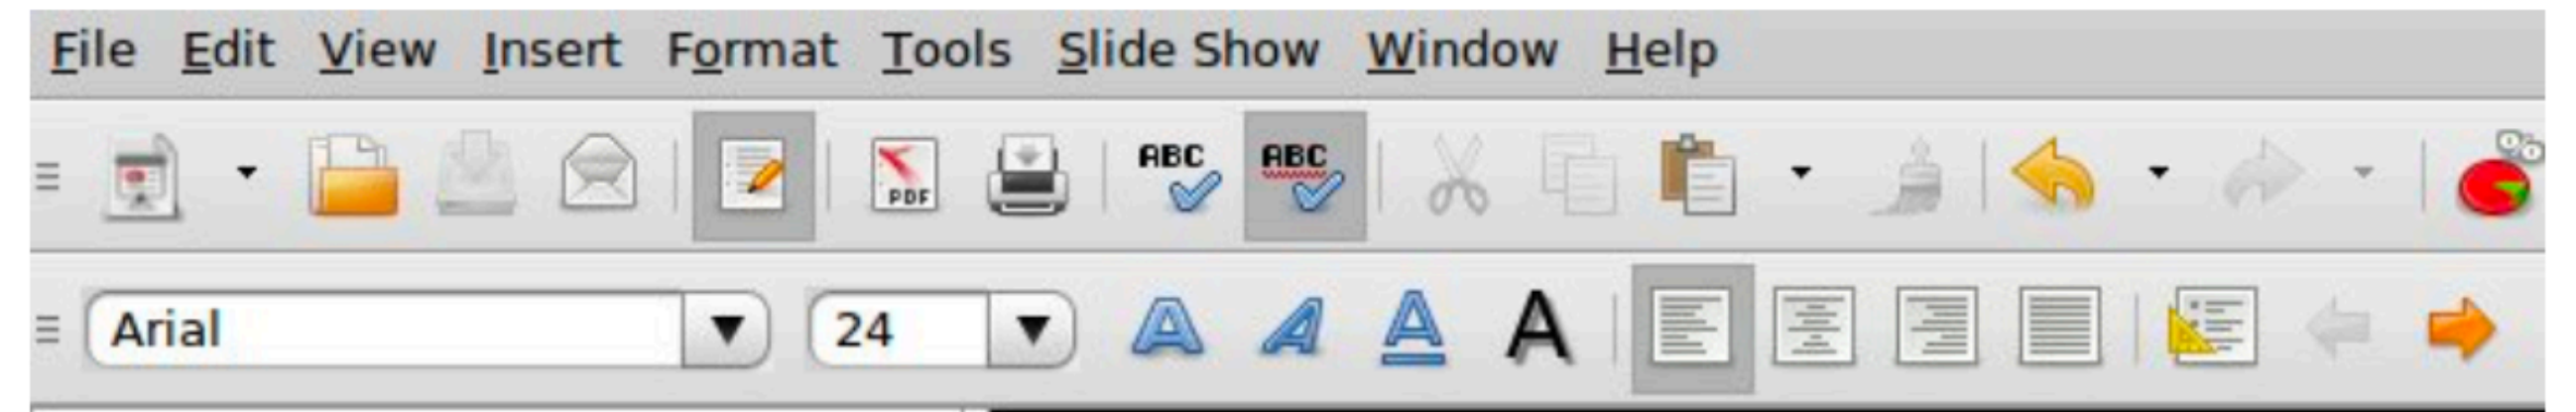 File Edit View Insert Format Tools Slide Show Window Help
PDF ABC ABC
Arial 24 A A A A